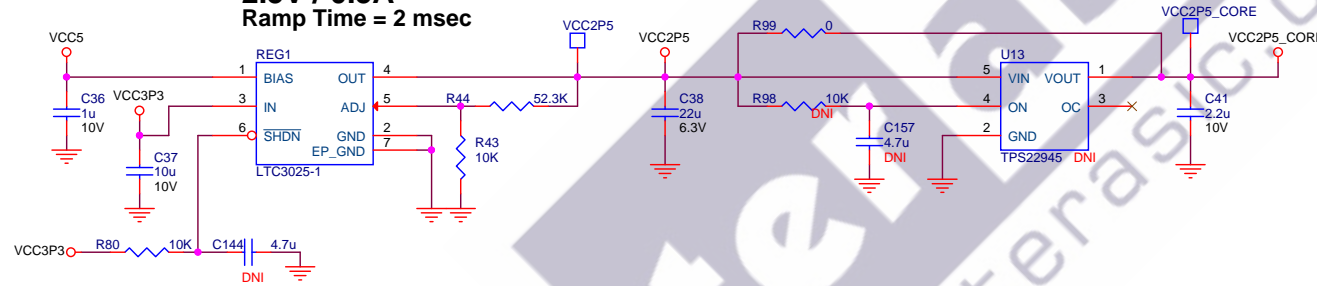 Ramp Time = 2 msec
VCC5
C36
1u
10V
VCC3P3
C37
10u
10V
REG1
1 BIAS OUT 4
3 IN ADJ 5
6 SHDN GND 2
EP_GND 7
LTC3025-1
R44 52.3K
R43
10K
VCC3P3 R80 10K C144 4.7u
DNI
VCC2P5
VCC2P5
C38
22u
6.3V
R99 0
R98 10K
DNI
C157
4.7u
DNI
U13
5 VIN VOUT 1
4 ON OC 3
2 GND
TPS22945 DNI
VCC2P5_CORE
VCC2P5_CORE
C41
2.2u
10V
terasic.c